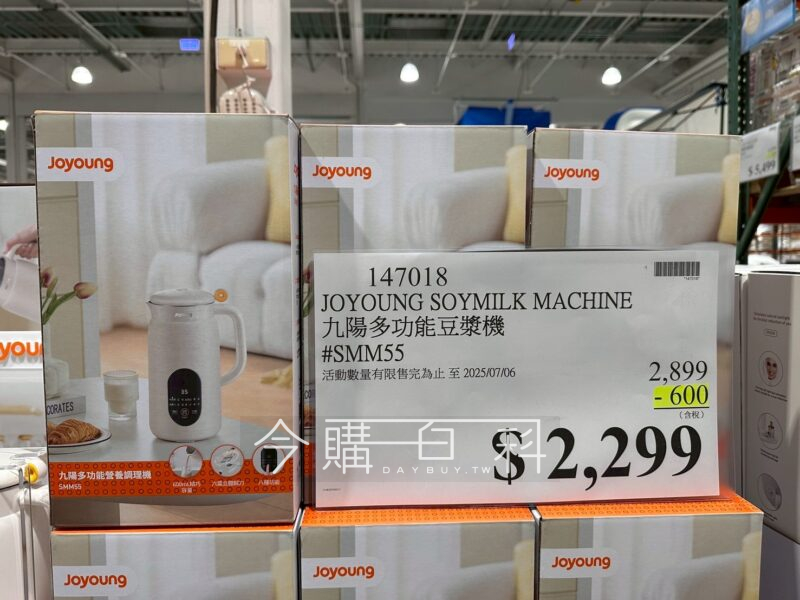 Joyoung
Joyoung
Joyoung
147018
JOYOUNG SOYMILK MACHINE
九陽多功能豆漿機
#SMM55
活動數量有限售完為止 至 2025/07/06
2,899
- 600
(含稅)
$ 2,299
$ 5,499
今購百科
DAYBUY.TW
35
九陽多功能營養調理機
SMM55
Joyoung
Joyoung
Joyoung